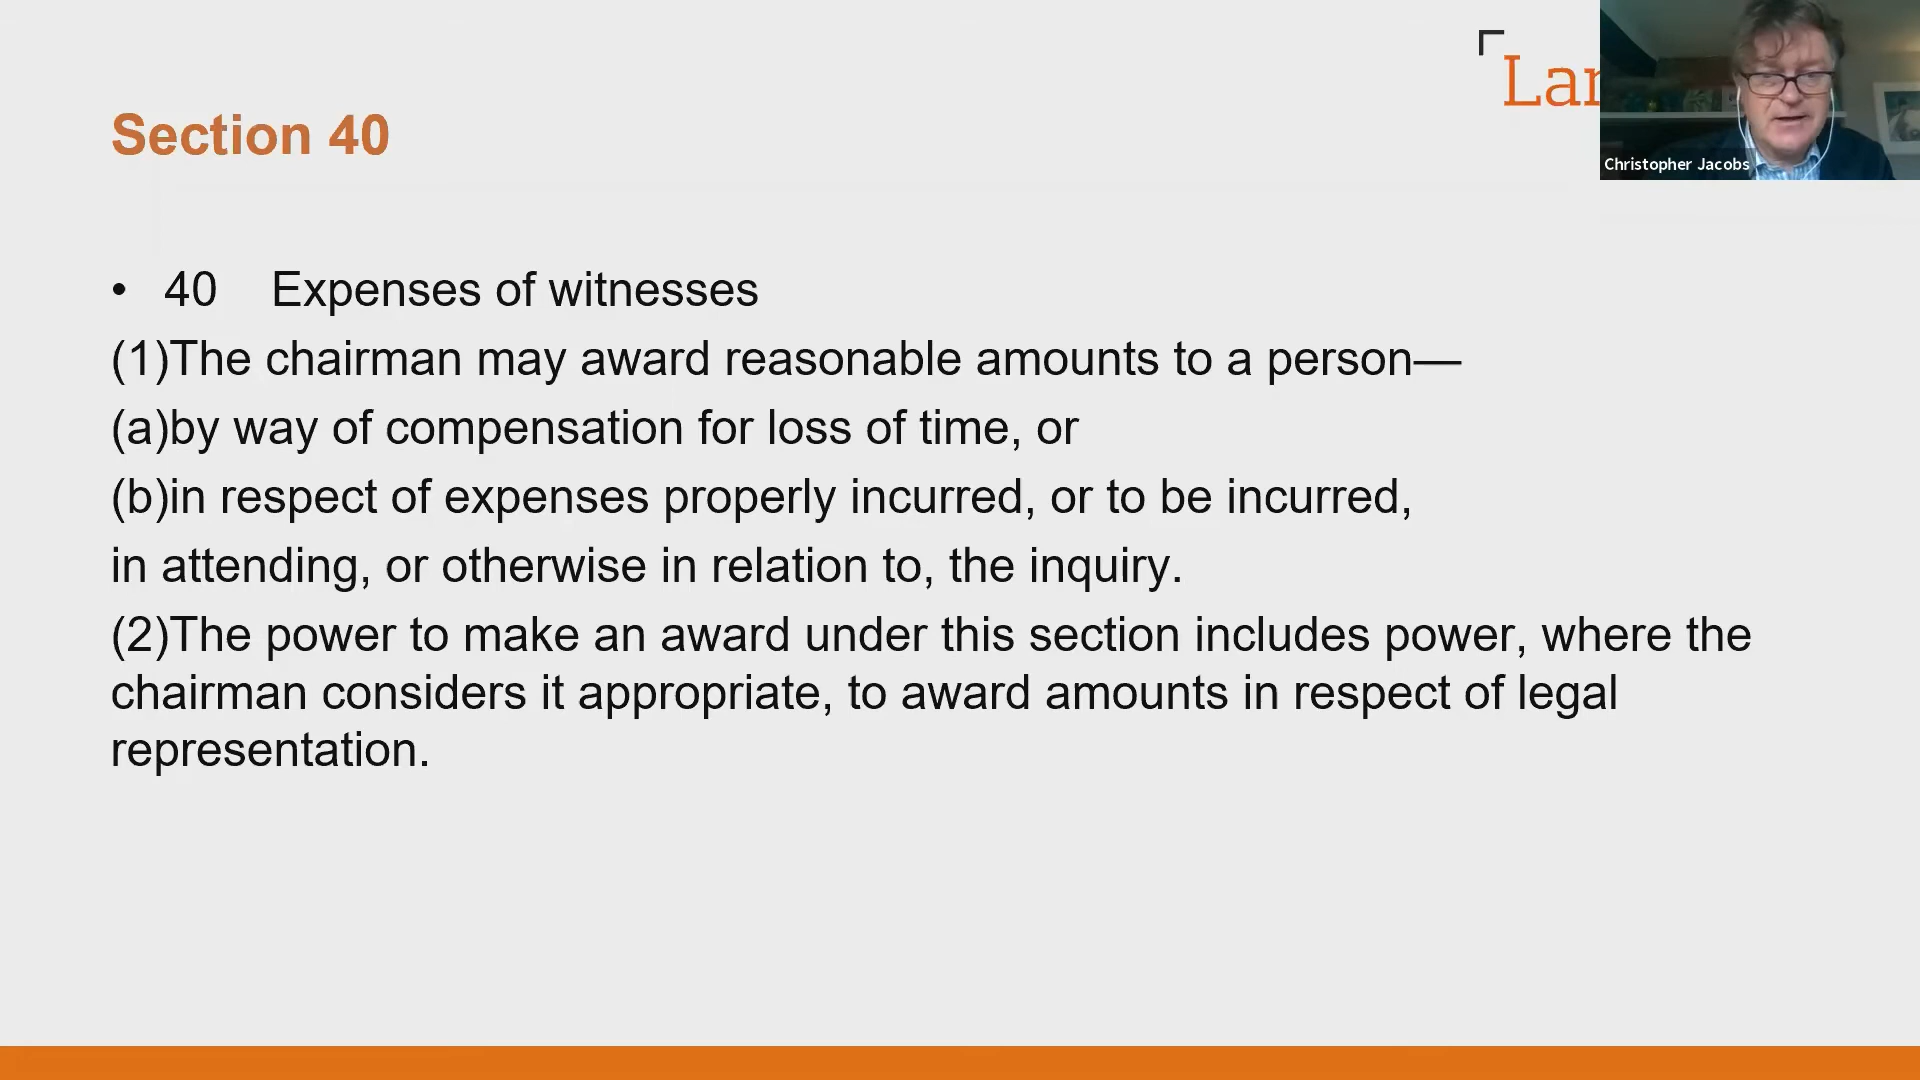 Lar
Christopher Jacobs
Section 40
• 40 Expenses of witnesses
(1)The chairman may award reasonable amounts to a person—
(a)by way of compensation for loss of time, or
(b)in respect of expenses properly incurred, or to be incurred,
in attending, or otherwise in relation to, the inquiry.
(2)The power to make an award under this section includes power, where the
chairman considers it appropriate, to award amounts in respect of legal
representation.